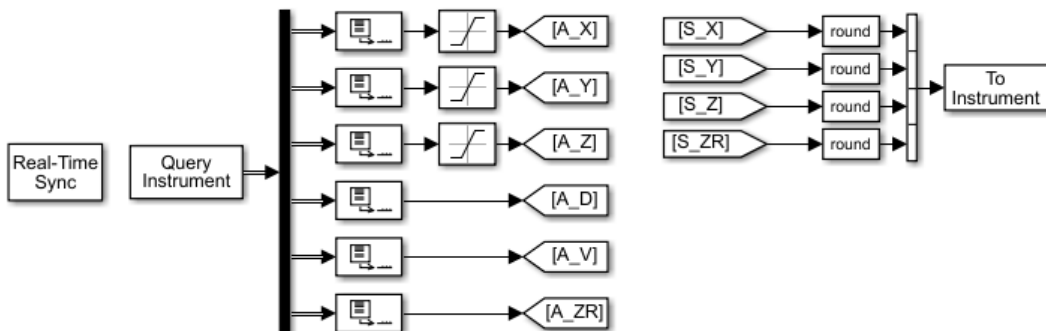 Real-Time
Sync
Query
Instrument
[A_X]
[A_Y]
[A_Z]
[A_D]
[A_V]
[A_ZR]
[S_X]
round
[S_Y]
round
[S_Z]
round
[S_ZR]
round
To
Instrument